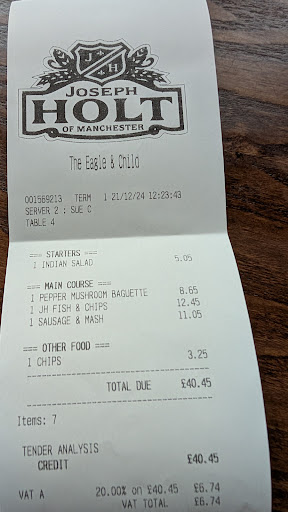 J H
JOSEPH
HOLT
OF MANCHESTER
The Eagle & Child
001569213 TERM 1 21/12/24 12:23:43
SERVER 2 : SUE C
TABLE 4
=== STARTERS ===
1 INDIAN SALAD 5.05
=== MAIN COURSE ===
1 PEPPER MUSHROOM BAGUETTE 8.65
1 JH FISH & CHIPS 12.45
1 SAUSAGE & MASH 11.05
=== OTHER FOOD ===
1 CHIPS 3.25
TOTAL DUE £40.45
Items: 7
TENDER ANALYSIS
CREDIT £40.45
VAT A 20.00% on £40.45 £6.74
VAT TOTAL £6.74